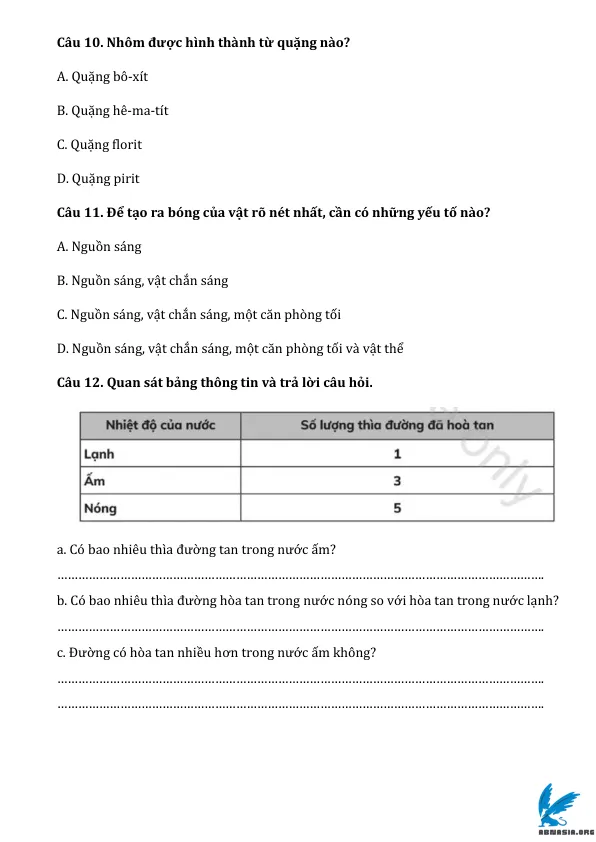 Câu 10. Nhôm được hình thành từ quặng nào?
A. Quặng bô-xít
B. Quặng hê-ma-tít
C. Quặng florit
D. Quặng pirit
Câu 11. Để tạo ra bóng của vật rõ nét nhất, cần có những yếu tố nào?
A. Nguồn sáng
B. Nguồn sáng, vật chắn sáng
C. Nguồn sáng, vật chắn sáng, một căn phòng tối
D. Nguồn sáng, vật chắn sáng, một căn phòng tối và vật thể
Câu 12. Quan sát bảng thông tin và trả lời câu hỏi.
Nhiệt độ của nước Số lượng thìa đường đã hoà tan
Lạnh 1
Ấm 3
Nóng 5
only
a. Có bao nhiêu thìa đường tan trong nước ấm?
b. Có bao nhiêu thìa đường hòa tan trong nước nóng so với hòa tan trong nước lạnh?
c. Đường có hòa tan nhiều hơn trong nước ấm không?
ABNASIA.ORG